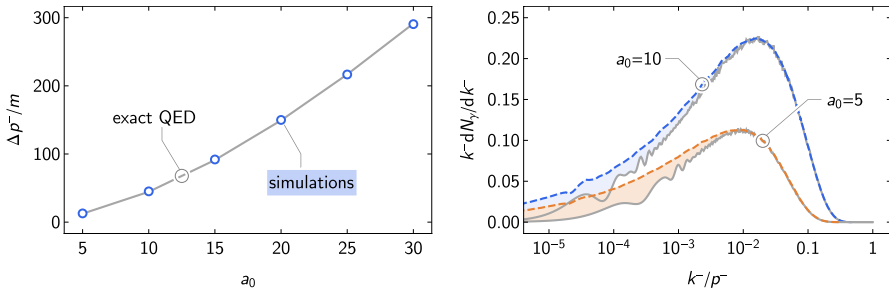 300
200
100
0
Δp⁻/m
exact QED
simulations
5 10 15 20 25 30
a₀
0.25
0.20
0.15
0.10
0.05
0.00
k⁻dN_γ/dk⁻
a₀=10
a₀=5
10⁻⁵ 10⁻⁴ 10⁻³ 10⁻² 0.1 1
k⁻/p⁻